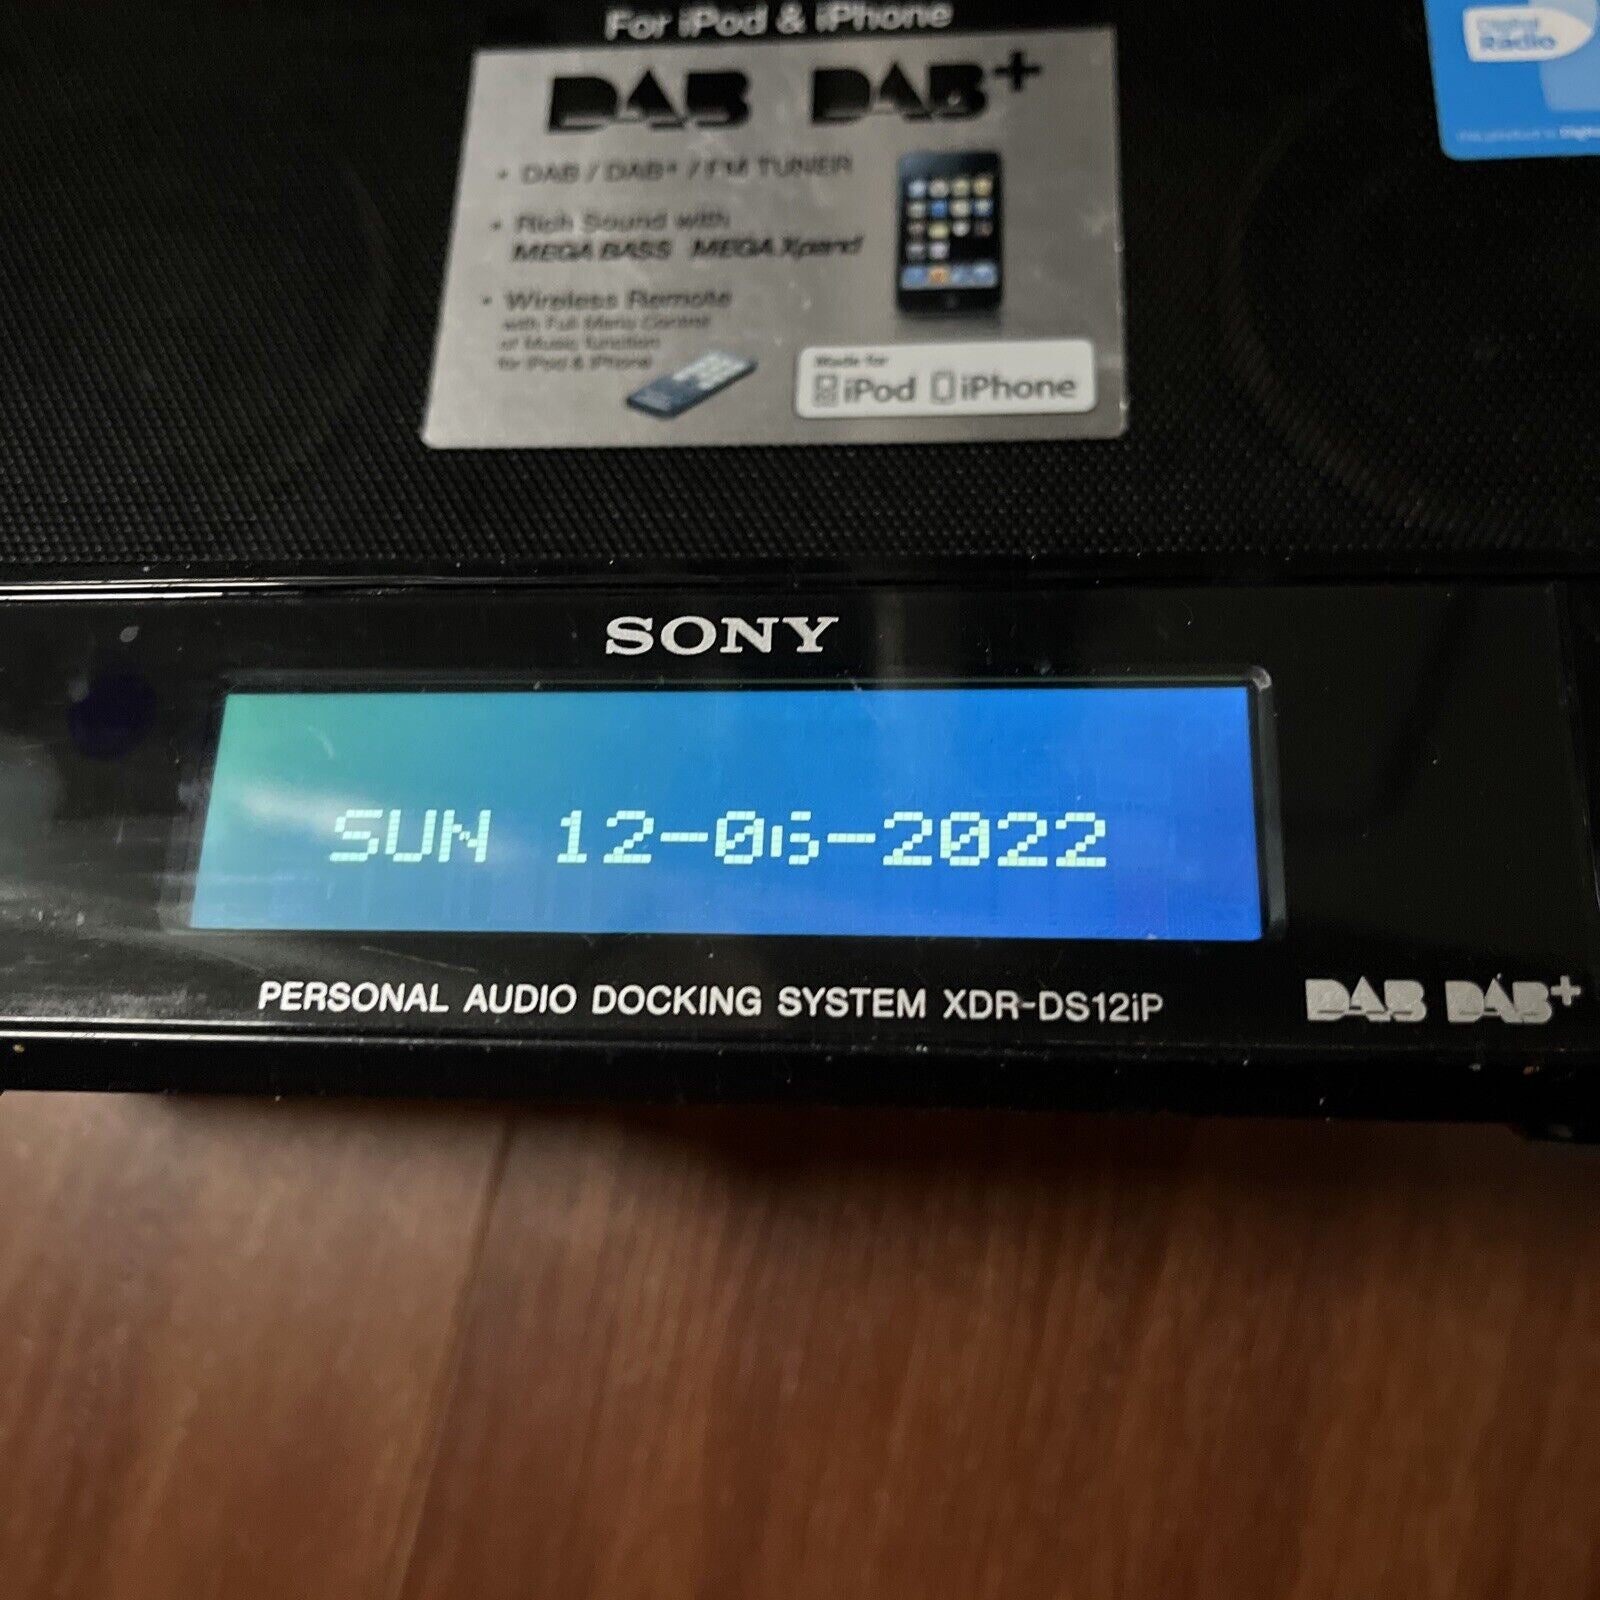 For iPod & iPhone
DAB DAB+
Digital
Radio
• DAB / DAB+ / FM TUNER
• Rich Sound with
MEGA BASS MEGA Xpand
• Wireless Remote
with Full Menu Control
of Music function
for iPod & iPhone
Made for
iPod iPhone
SONY
SUN 12-06-2022
PERSONAL AUDIO DOCKING SYSTEM XDR-DS12iP
DAB DAB+